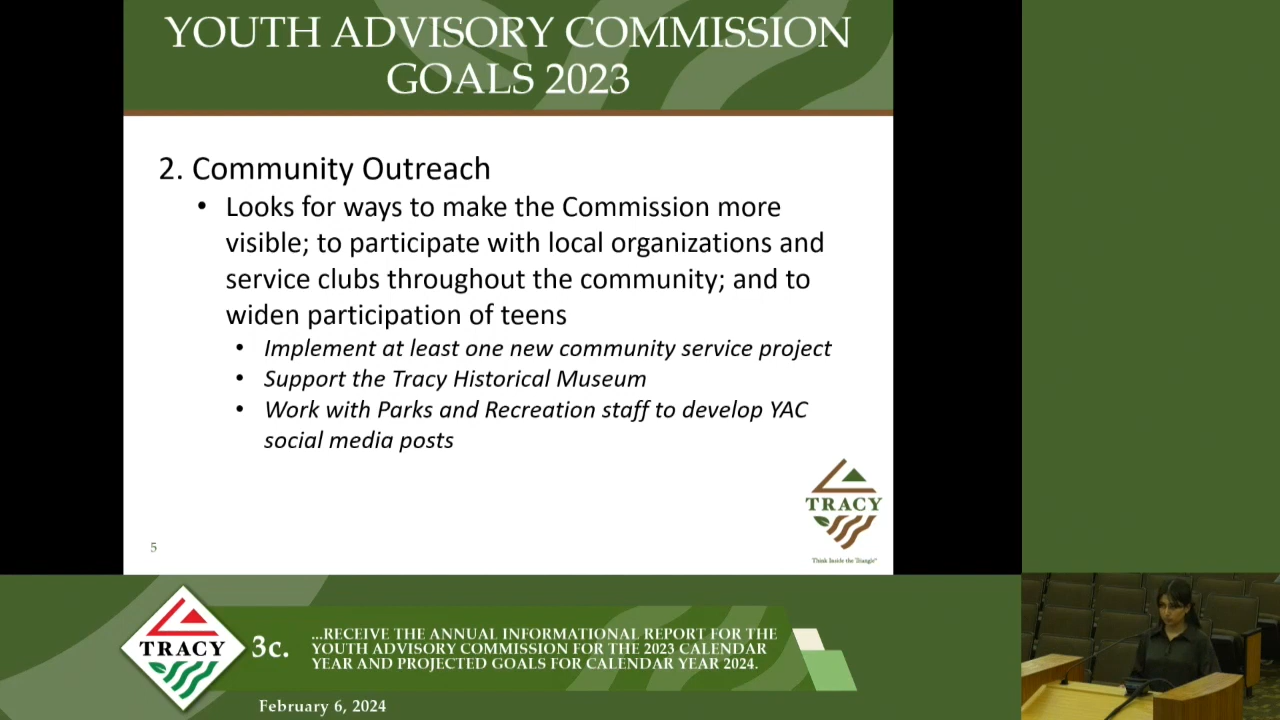 YOUTH ADVISORY COMMISSION
GOALS 2023
2. Community Outreach
• Looks for ways to make the Commission more
visible; to participate with local organizations and
service clubs throughout the community; and to
widen participation of teens
• Implement at least one new community service project
• Support the Tracy Historical Museum
• Work with Parks and Recreation staff to develop YAC
social media posts
TRACY
Think Inside the Triangle™
5
TRACY
3c.
...RECEIVE THE ANNUAL INFORMATIONAL REPORT FOR THE
YOUTH ADVISORY COMMISSION FOR THE 2023 CALENDAR
YEAR AND PROJECTED GOALS FOR CALENDAR YEAR 2024.
February 6, 2024